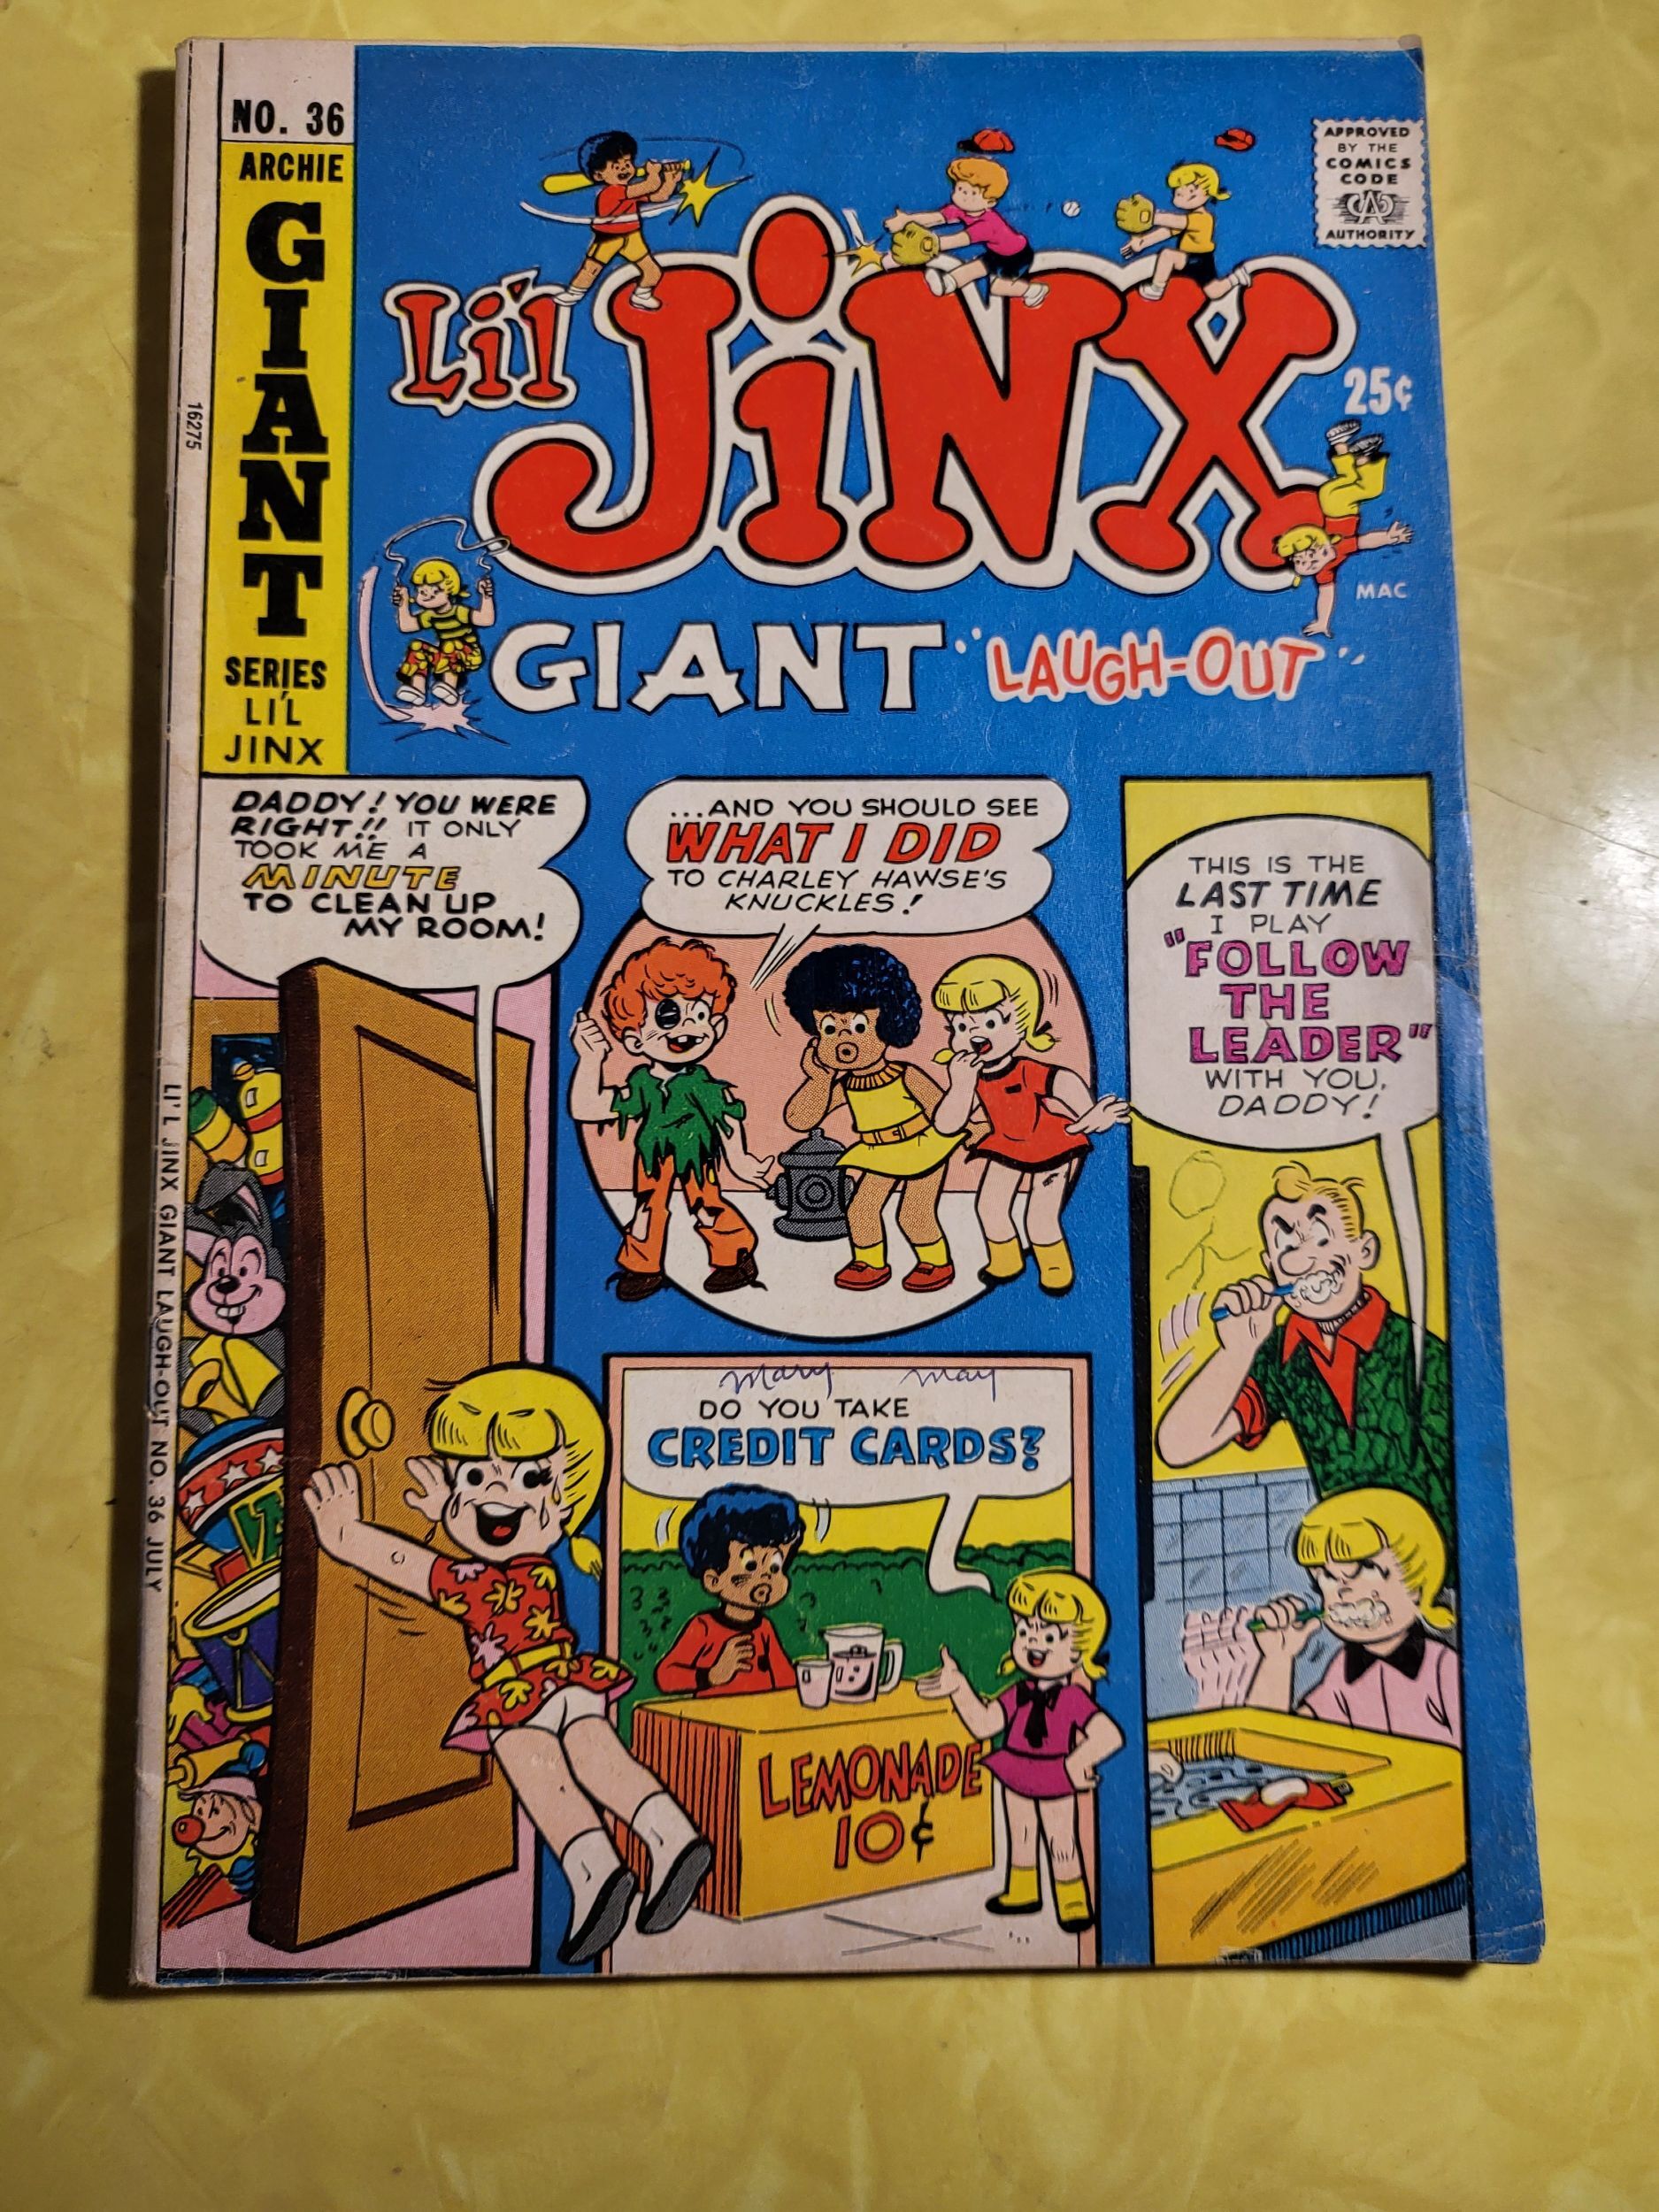 NO. 36
ARCHIE
GIANT
SERIES
LI'L
JINX
16275
LI'L JINX GIANT LAUGH-OUT NO. 36 JULY
APPROVED
BY THE
COMICS
CODE
CA
AUTHORITY
Li'l JiNX
25¢
MAC
GIANT "LAUGH-OUT"
DADDY! YOU WERE
RIGHT!! IT ONLY
TOOK ME A
MINUTE
TO CLEAN UP
MY ROOM!
...AND YOU SHOULD SEE
WHAT I DID
TO CHARLEY HAWSE'S
KNUCKLES!
THIS IS THE
LAST TIME
I PLAY
"FOLLOW
THE
LEADER"
WITH YOU,
DADDY!
Mary May
DO YOU TAKE
CREDIT CARDS?
LEMONADE
10¢